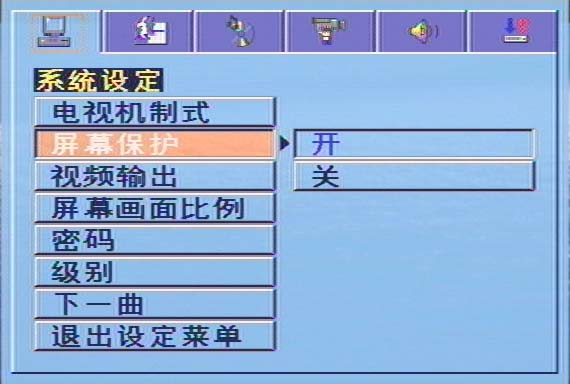 系统设定
电视机制式
屏幕保护
开
视频输出
关
屏幕画面比例
密码
级别
下一曲
退出设定菜单